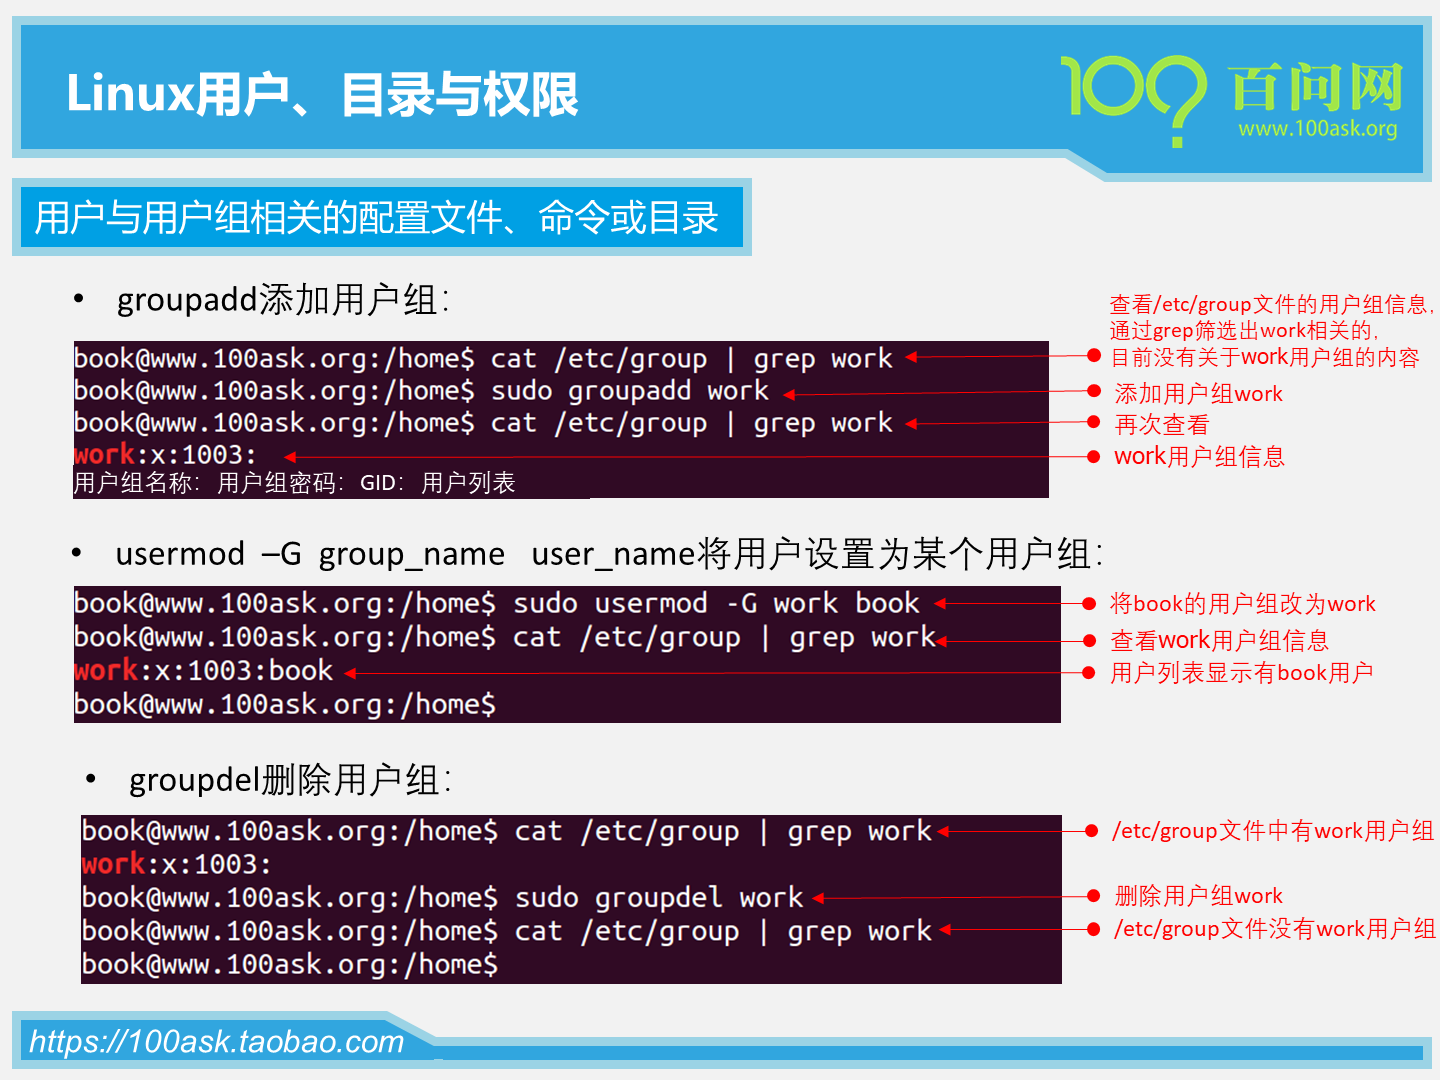 Linux用户、目录与权限
100?
百问网
www.100ask.org
用户与用户组相关的配置文件、命令或目录
• groupadd添加用户组：
查看/etc/group文件的用户组信息，
通过grep筛选出work相关的，
目前没有关于work用户组的内容
book@www.100ask.org:/home$ cat /etc/group | grep work
book@www.100ask.org:/home$ sudo groupadd work
添加用户组work
book@www.100ask.org:/home$ cat /etc/group | grep work
再次查看
work:x:1003:
work用户组信息
用户组名称：用户组密码：GID：用户列表
• usermod –G group_name user_name将用户设置为某个用户组：
book@www.100ask.org:/home$ sudo usermod -G work book
将book的用户组改为work
book@www.100ask.org:/home$ cat /etc/group | grep work
查看work用户组信息
work:x:1003:book
用户列表显示有book用户
book@www.100ask.org:/home$
• groupdel删除用户组：
book@www.100ask.org:/home$ cat /etc/group | grep work
/etc/group文件中有work用户组
work:x:1003:
book@www.100ask.org:/home$ sudo groupdel work
删除用户组work
book@www.100ask.org:/home$ cat /etc/group | grep work
/etc/group文件没有work用户组
book@www.100ask.org:/home$
https://100ask.taobao.com